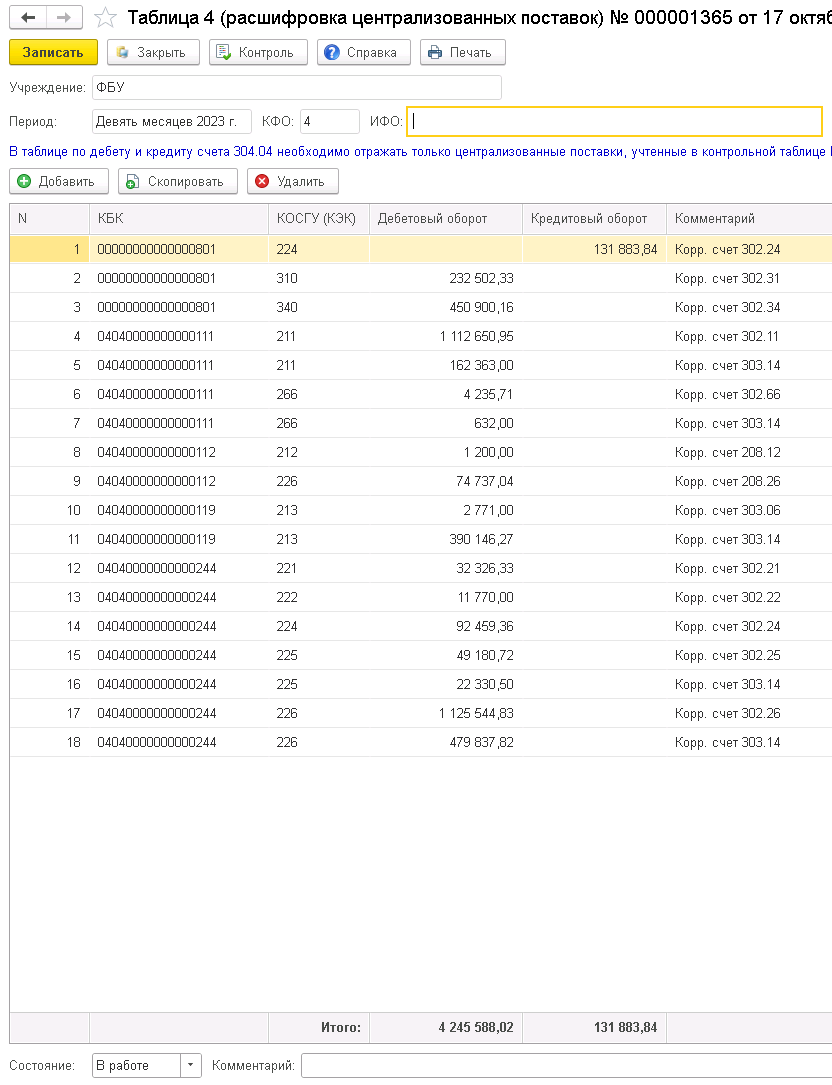 Таблица 4 (расшифровка централизованных поставок) № 000001365 от 17 октяб
Записать Закрыть Контроль Справка Печать
Учреждение: ФБУ
Период: Девять месяцев 2023 г. КФО: 4 ИФО:
В таблице по дебету и кредиту счета 304.04 необходимо отражать только централизованные поставки, учтенные в контрольной таблице
Добавить Скопировать Удалить
N КБК КОСГУ (КЭК) Дебетовый оборот Кредитовый оборот Комментарий
1 00000000000000801 224 131 883,84 Корр. счет 302.24
2 00000000000000801 310 232 502,33 Корр. счет 302.31
3 00000000000000801 340 450 900,16 Корр. счет 302.34
4 04040000000000111 211 1 112 650,95 Корр. счет 302.11
5 04040000000000111 211 162 363,00 Корр. счет 303.14
6 04040000000000111 266 4 235,71 Корр. счет 302.66
7 04040000000000111 266 632,00 Корр. счет 303.14
8 04040000000000112 212 1 200,00 Корр. счет 208.12
9 04040000000000112 226 74 737,04 Корр. счет 208.26
10 04040000000000119 213 2 771,00 Корр. счет 303.06
11 04040000000000119 213 390 146,27 Корр. счет 303.14
12 04040000000000244 221 32 326,33 Корр. счет 302.21
13 04040000000000244 222 11 770,00 Корр. счет 302.22
14 04040000000000244 224 92 459,36 Корр. счет 302.24
15 04040000000000244 225 49 180,72 Корр. счет 302.25
16 04040000000000244 225 22 330,50 Корр. счет 303.14
17 04040000000000244 226 1 125 544,83 Корр. счет 302.26
18 04040000000000244 226 479 837,82 Корр. счет 303.14
Итого: 4 245 588,02 131 883,84
Состояние: В работе Комментарий: